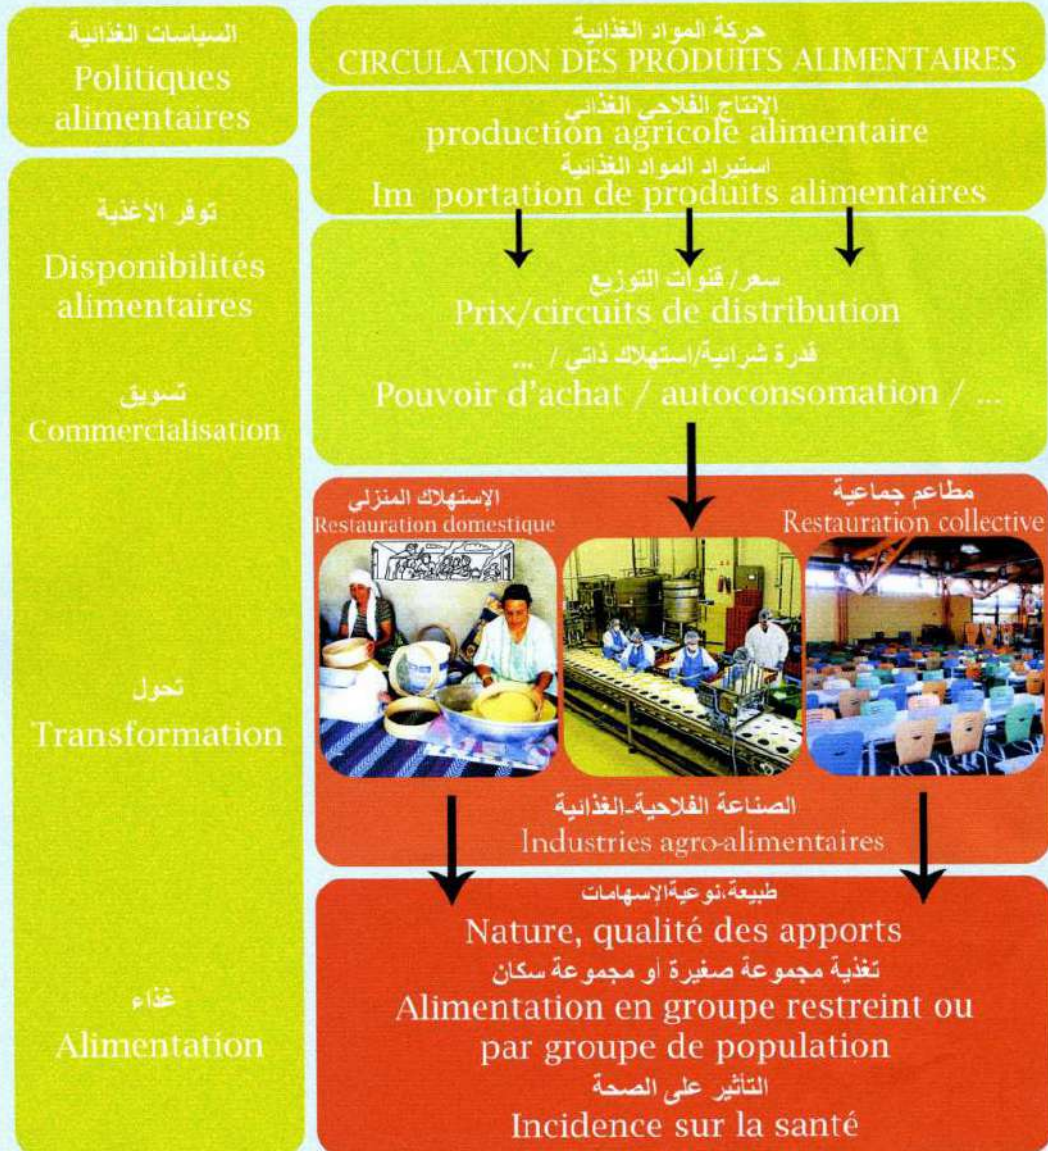 السياسات الغذائية
Politiques
alimentaires
حركة المواد الغذائية
CIRCULATION DES PRODUITS ALIMENTAIRES
الإنتاج الفلاحي الغذائي
production agricole alimentaire
استيراد المواد الغذائية
Im portation de produits alimentaires
توفر الأغذية
Disponibilités
alimentaires
تسويق
Commercialisation
تحرل
Transformation
غذاء
Alimentation
سعر/ قنوات التوزيع
Prix/circuits de distribution
قدرة شرائية/استهلاك ذاتي / ...
Pouvoir d'achat / autoconsomation / ...
الإستهلاك المنزلي
Restauration domestique
مطاعم جماعية
Restauration collective
الصناعة الفلاحية-الغذائية
Industries agro-alimentaires
طبيعة،نوعيةالاسهامات
Nature, qualité des apports
تغذية مجموعة صغيرة أو مجموعة سكان
Alimentation en groupe restreint ou
par groupe de population
التأثير على الصحة
Incidence sur la santé